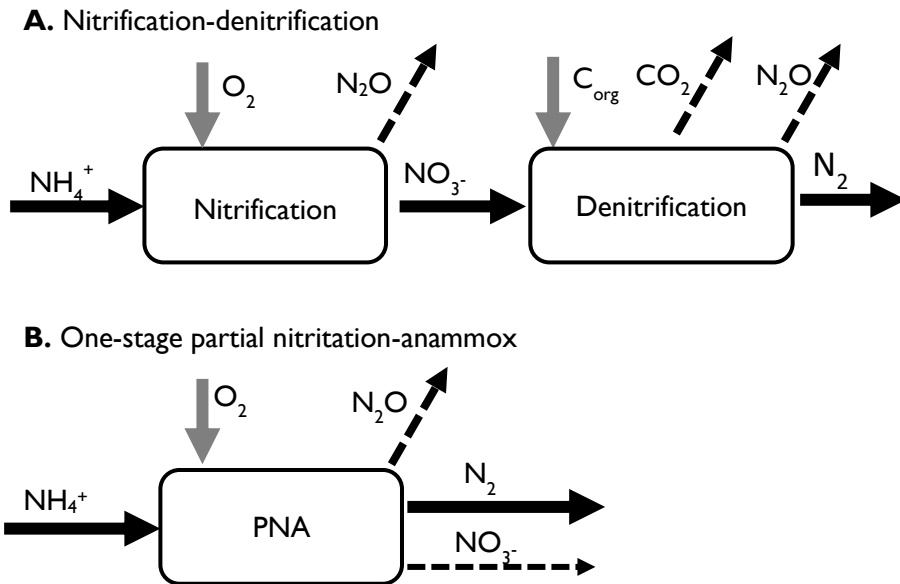 A. Nitrification-denitrification
O₂
N₂O
C_org
CO₂
N₂O
NH₄⁺
NO₃-
N₂
Nitrification
Denitrification
B. One-stage partial nitritation-anammox
O₂
N₂O
NH₄⁺
N₂
PNA
NO₃-